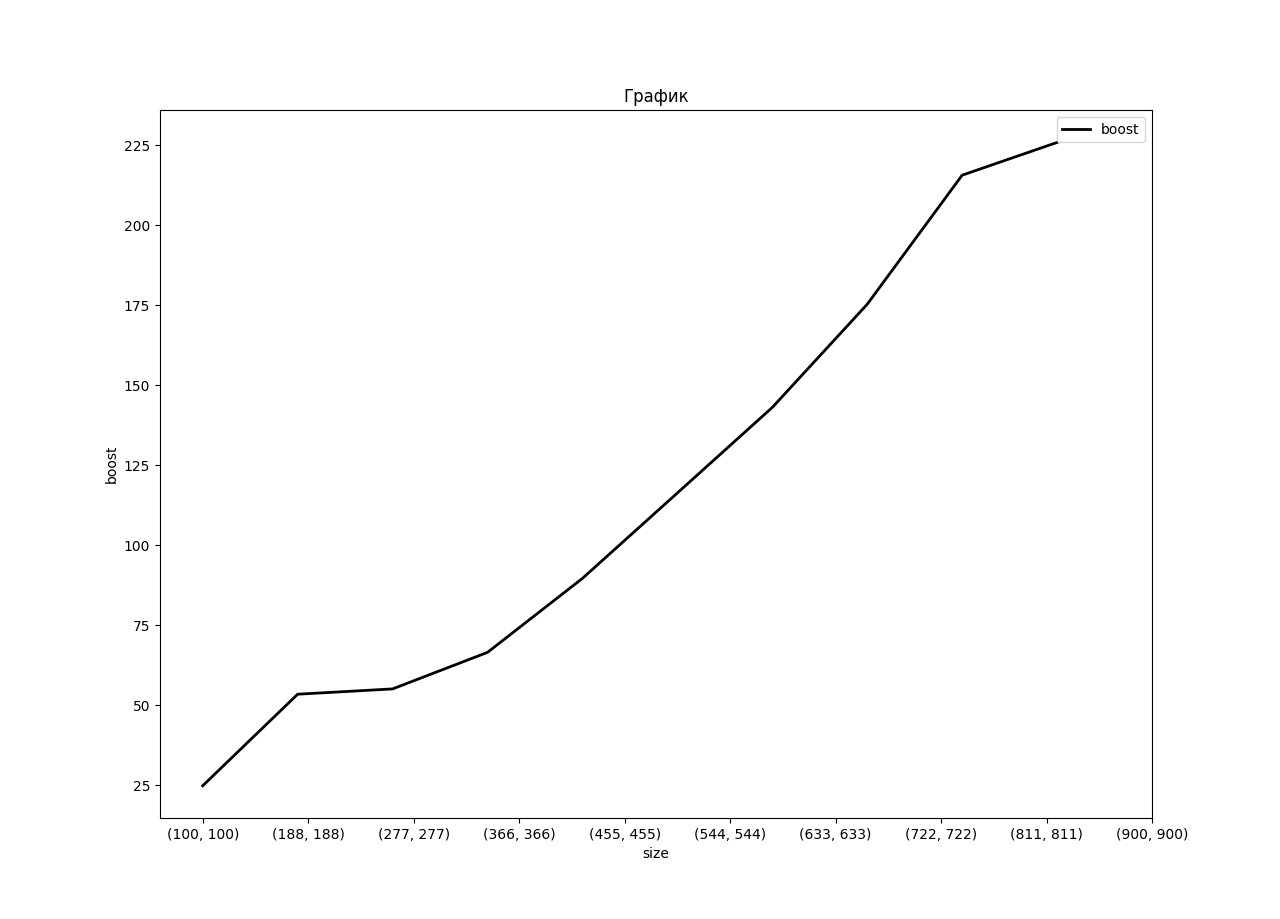 График
boost
225
200
175
150
125
100
75
50
25
boost
(100, 100) (188, 188) (277, 277) (366, 366) (455, 455) (544, 544) (633, 633) (722, 722) (811, 811) (900, 900)
size